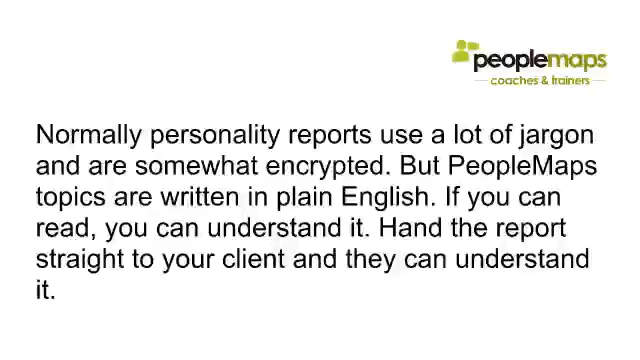 peoplemaps
coaches & trainers
Normally personality reports use a lot of jargon
and are somewhat encrypted. But PeopleMaps
topics are written in plain English. If you can
read, you can understand it. Hand the report
straight to your client and they can understand
it.